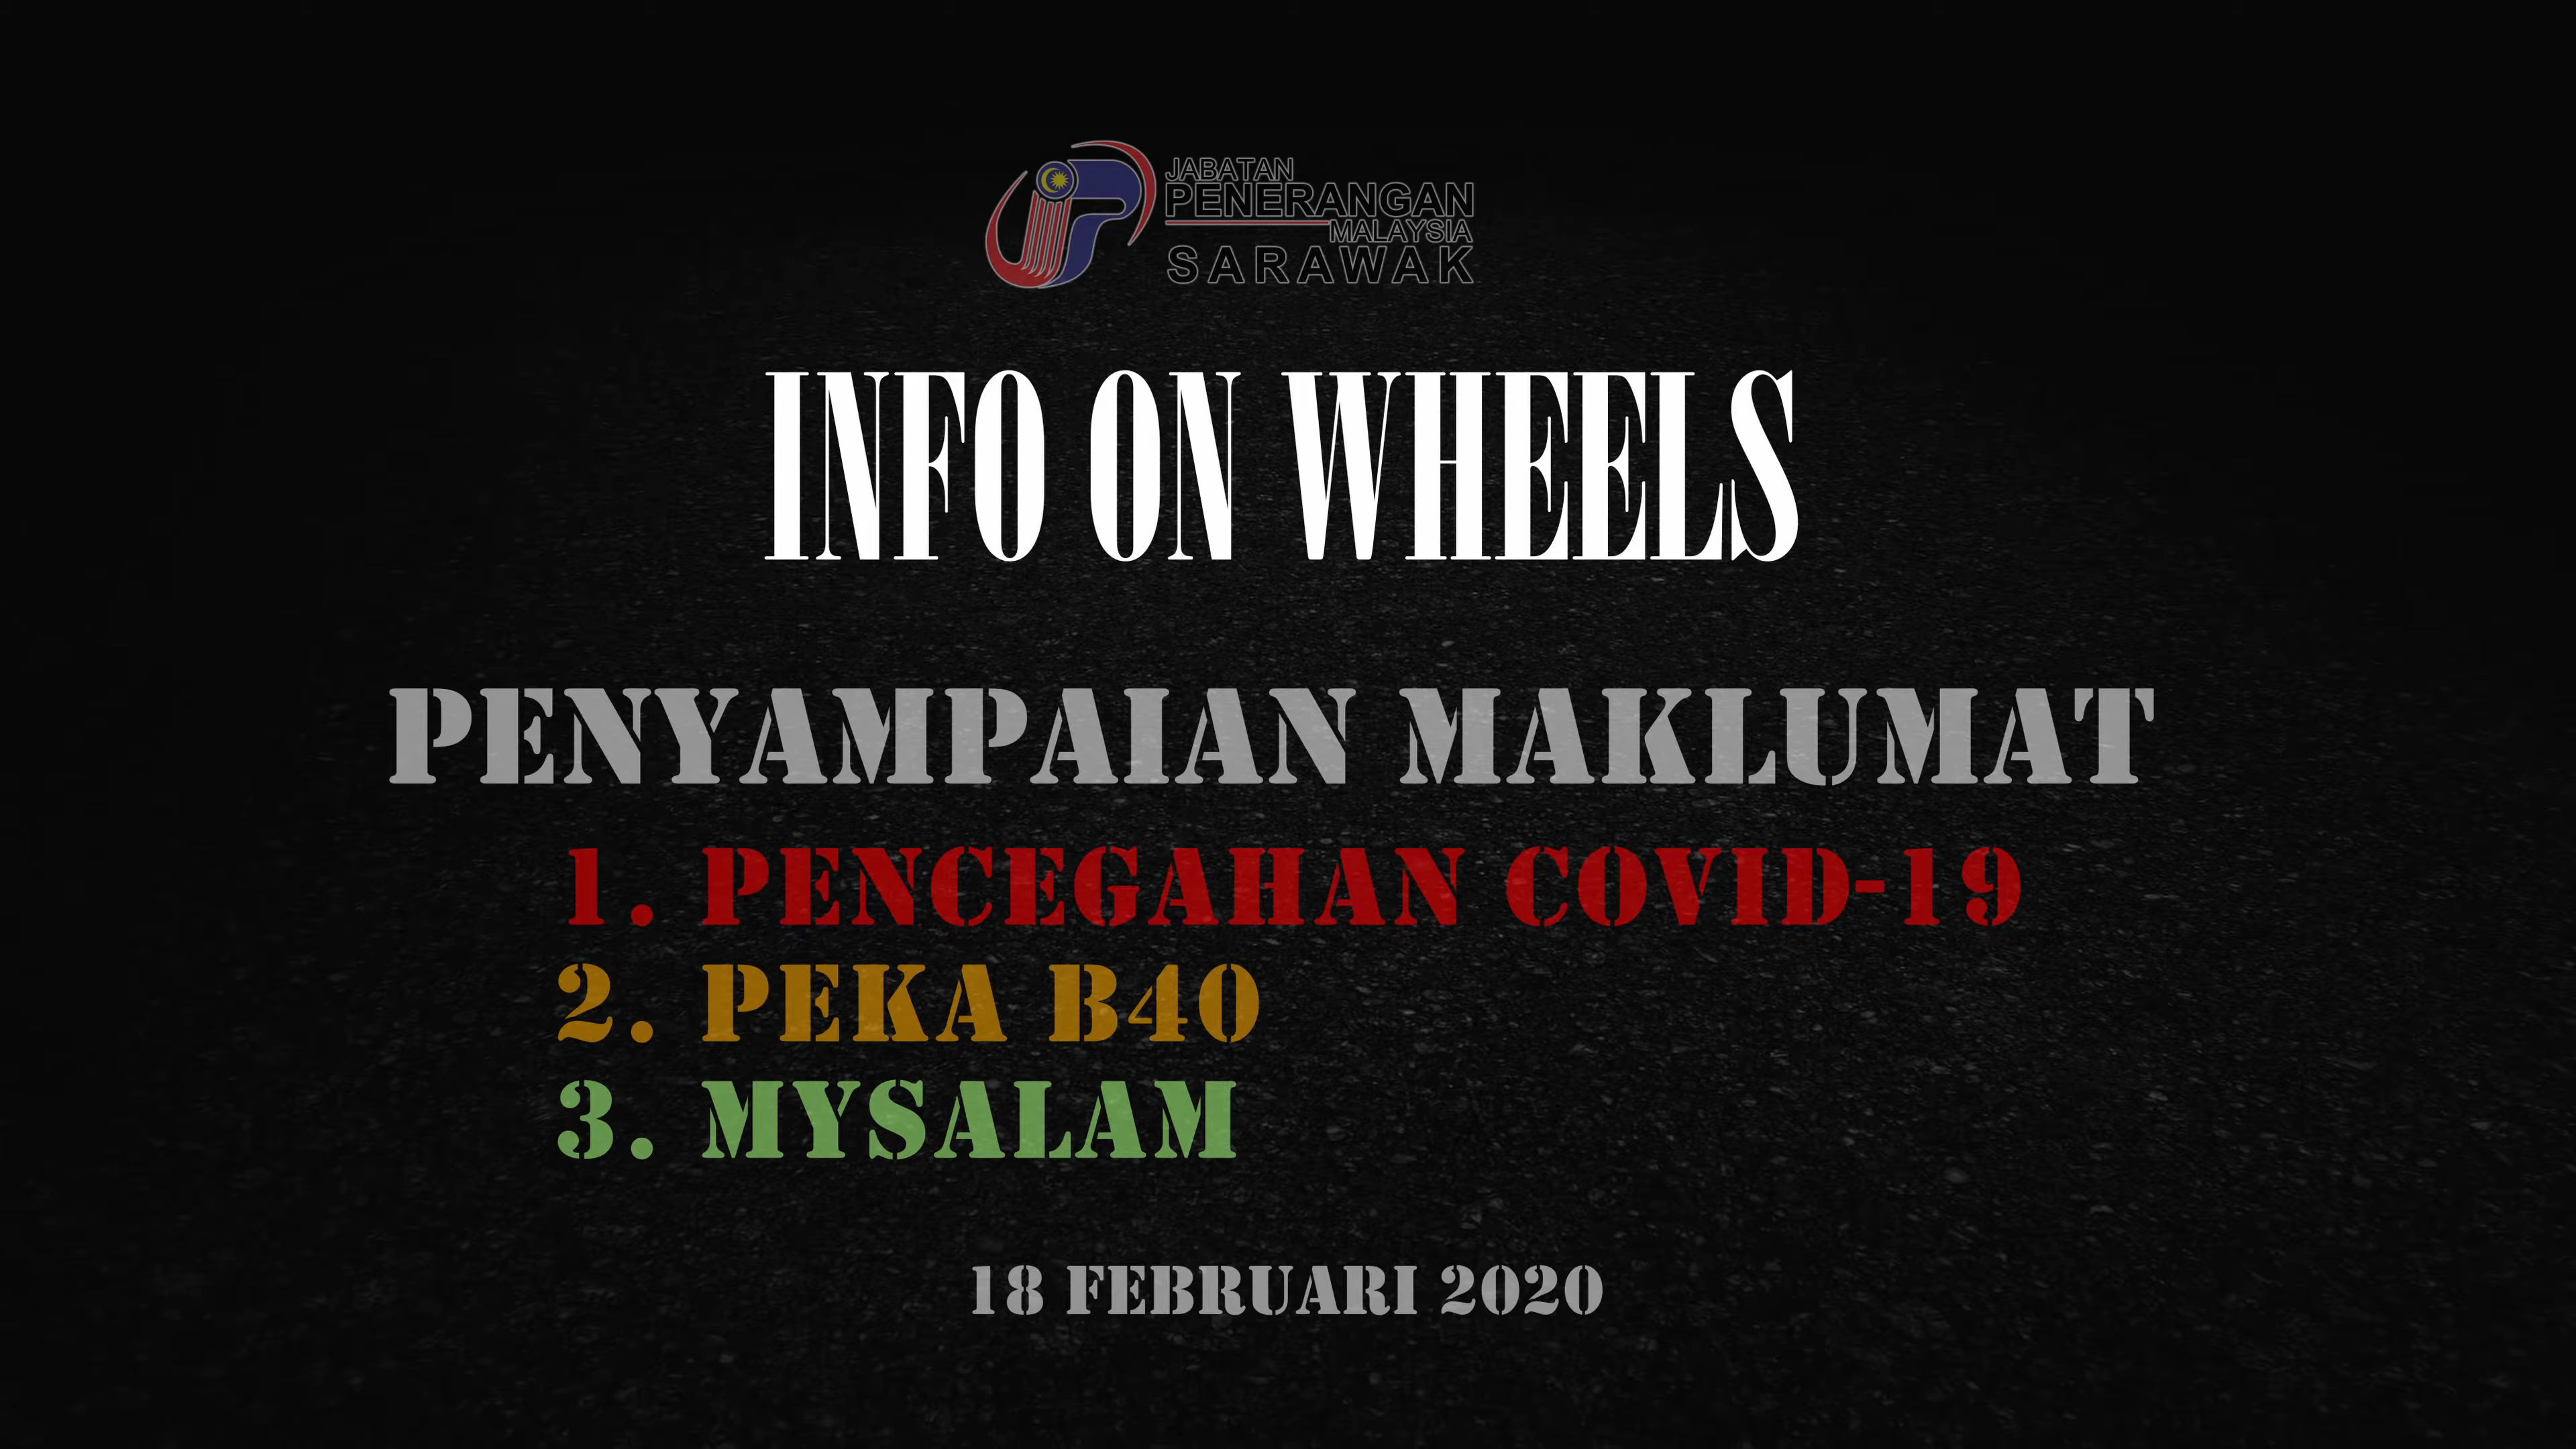 JABATAN
PENERANGAN
MALAYSIA
SARAWAK
INFO ON WHEELS
PENYAMPAIAN MAKLUMAT
1. PENCEGAHAN COVID-19
2. PEKA B40
3. MYSALAM
18 FEBRUARI 2020